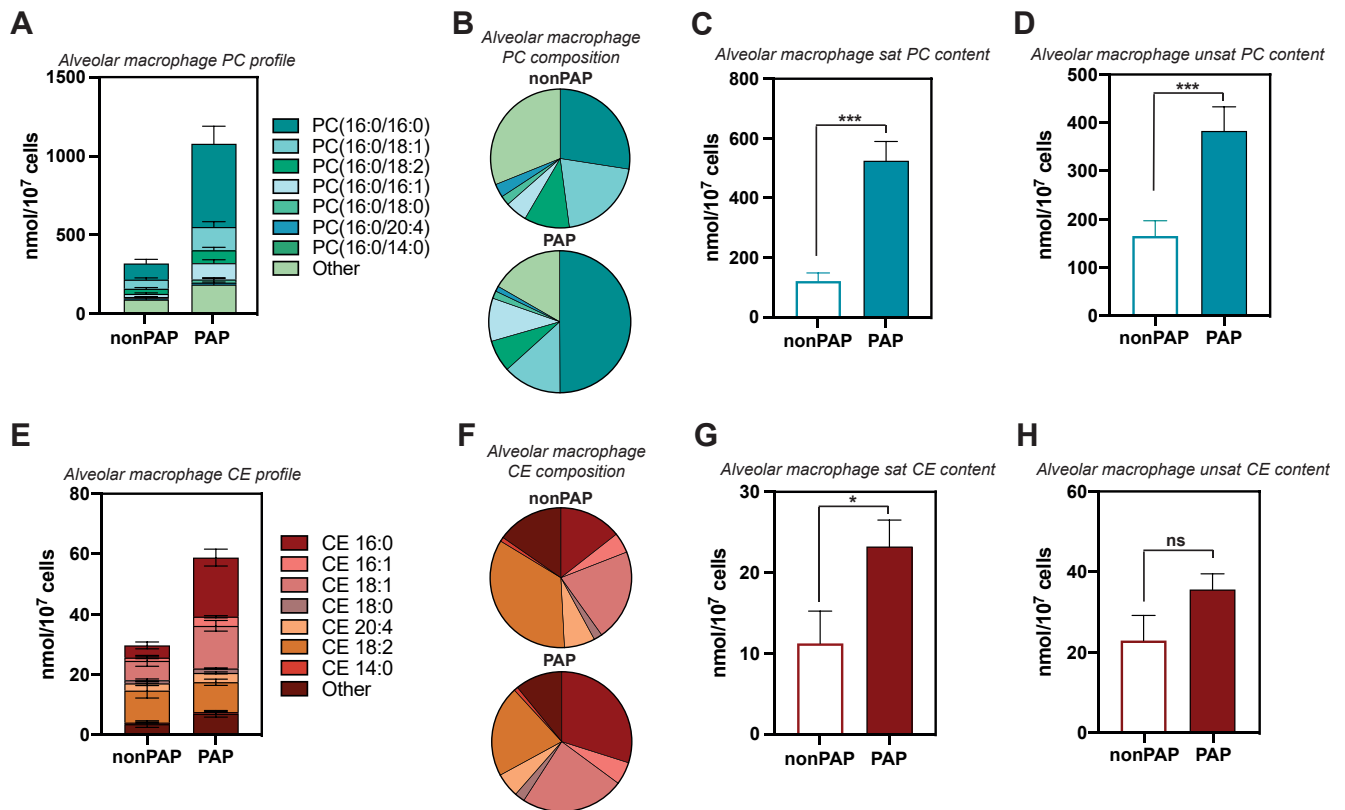 A
Alveolar macrophage PC profile
nmol/10⁷ cells
1500
1000
500
0
nonPAP PAP
PC(16:0/16:0)
PC(16:0/18:1)
PC(16:0/18:2)
PC(16:0/16:1)
PC(16:0/18:0)
PC(16:0/20:4)
PC(16:0/14:0)
Other
B
Alveolar macrophage
PC composition
nonPAP
PAP
C
Alveolar macrophage sat PC content
nmol/10⁷ cells
800
600
400
200
0
***
nonPAP PAP
D
Alveolar macrophage unsat PC content
nmol/10⁷ cells
500
400
300
200
100
0
***
nonPAP PAP
E
Alveolar macrophage CE profile
nmol/10⁷ cells
80
60
40
20
0
nonPAP PAP
CE 16:0
CE 16:1
CE 18:1
CE 18:0
CE 20:4
CE 18:2
CE 14:0
Other
F
Alveolar macrophage
CE composition
nonPAP
PAP
G
Alveolar macrophage sat CE content
nmol/10⁷ cells
30
20
10
0
*
nonPAP PAP
H
Alveolar macrophage unsat CE content
nmol/10⁷ cells
60
40
20
0
ns
nonPAP PAP